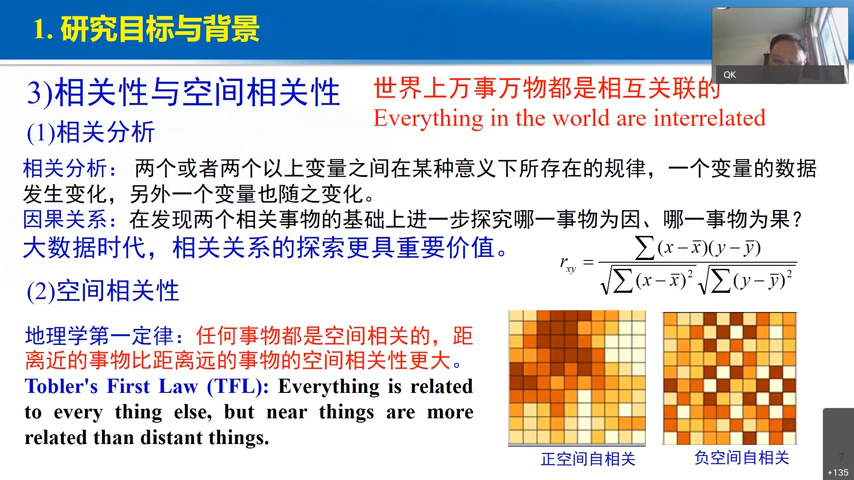 1. 研究目标与背景
QK
3)相关性与空间相关性
世界上万事万物都是相互关联的
Everything in the world are interrelated
(1)相关分析
相关分析： 两个或者两个以上变量之间在某种意义下所存在的规律，一个变量的数据
发生变化，另外一个变量也随之变化。
因果关系：在发现两个相关事物的基础上进一步探究哪一事物为因、哪一事物为果？
大数据时代，相关关系的探索更具重要价值。
r_xy = ∑(x − x̄)(y − ȳ) / √∑(x − x̄)² √∑(y − ȳ)²
(2)空间相关性
地理学第一定律：任何事物都是空间相关的，距
离近的事物比距离远的事物的空间相关性更大。
Tobler's First Law (TFL): Everything is related
to every thing else, but near things are more
related than distant things.
正空间自相关
负空间自相关
7
+135